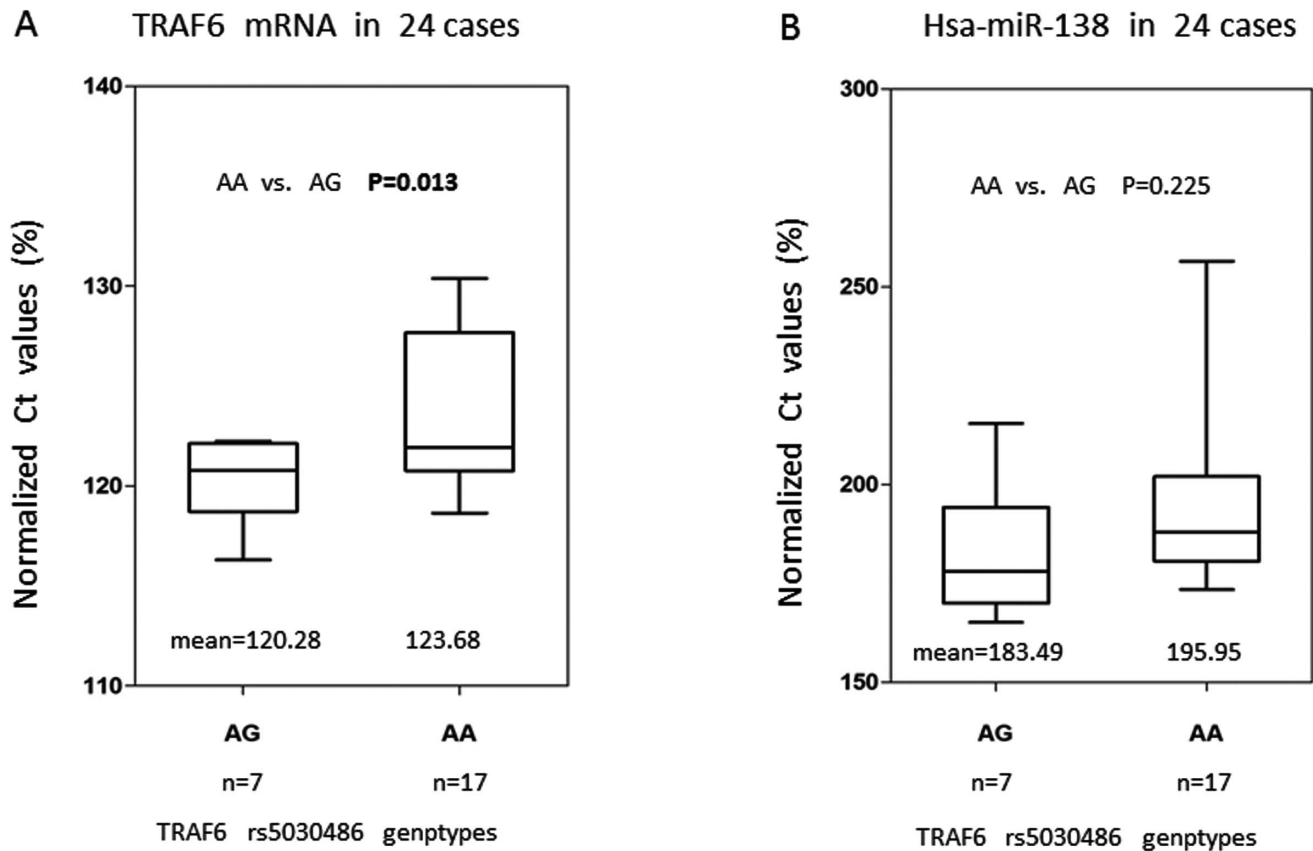 A TRAF6 mRNA in 24 cases
140
AA vs. AG P=0.013
130
120
110
Normalized Ct values (%)
mean=120.28 123.68
AG AA
n=7 n=17
TRAF6 rs5030486 genptypes
B Hsa-miR-138 in 24 cases
300
AA vs. AG P=0.225
250
200
150
Normalized Ct values (%)
mean=183.49 195.95
AG AA
n=7 n=17
TRAF6 rs5030486 genptypes